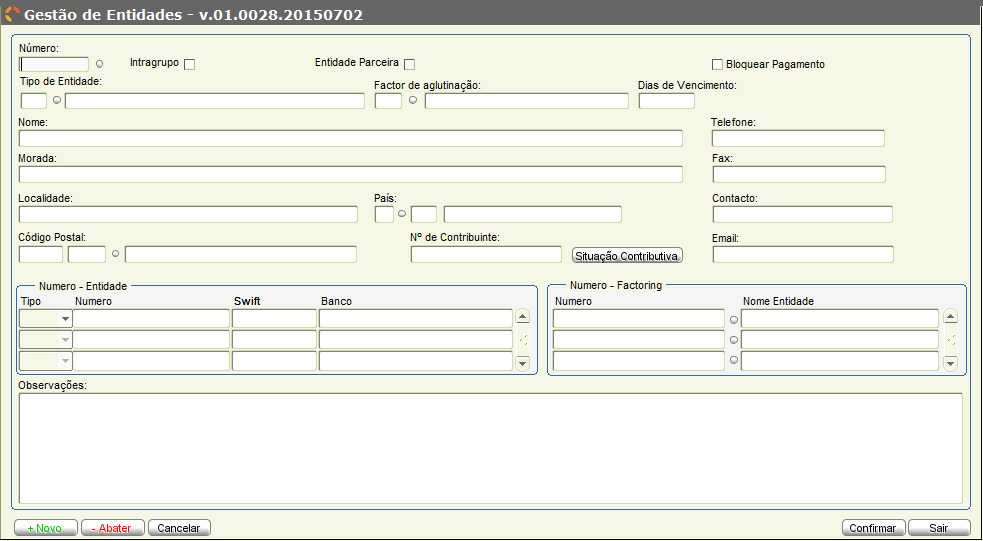 Gestão de Entidades - v.01.0028.20150702
Número:
Intragrupo
Entidade Parceira
Bloquear Pagamento
Tipo de Entidade:
Factor de aglutinação:
Dias de Vencimento:
Nome:
Telefone:
Morada:
Fax:
Localidade:
País:
Contacto:
Código Postal:
Nº de Contribuinte:
Situação Contributiva
Email:
Numero - Entidade
Tipo Numero Swift Banco
Numero - Factoring
Numero Nome Entidade
Observações:
+ Novo - Abater Cancelar Confirmar Sair